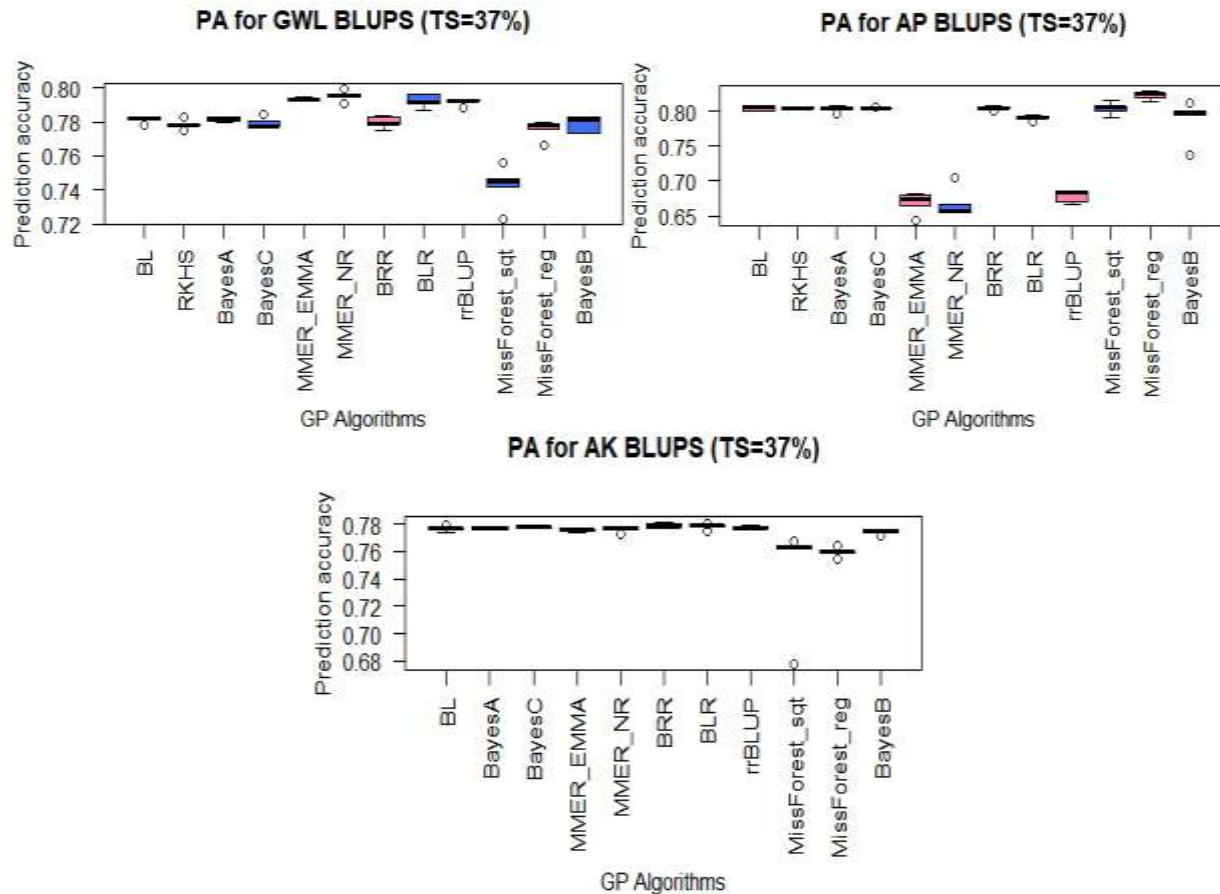 PA for GWL BLUPS (TS=37%)
Prediction accuracy
0.80
0.78
0.76
0.74
0.72
BL
RKHS
BayesA
BayesC
MMER_EMMA
MMER_NR
BRR
BLR
rrBLUP
MissForest_sqt
MissForest_reg
BayesB
GP Algorithms
PA for AP BLUPS (TS=37%)
Prediction accuracy
0.80
0.75
0.70
0.65
BL
RKHS
BayesA
BayesC
MMER_EMMA
MMER_NR
BRR
BLR
rrBLUP
MissForest_sqt
MissForest_reg
BayesB
GP Algorithms
PA for AK BLUPS (TS=37%)
Prediction accuracy
0.78
0.76
0.74
0.72
0.70
0.68
BL
BayesA
BayesC
MMER_EMMA
MMER_NR
BRR
BLR
rrBLUP
MissForest_sqt
MissForest_reg
BayesB
GP Algorithms